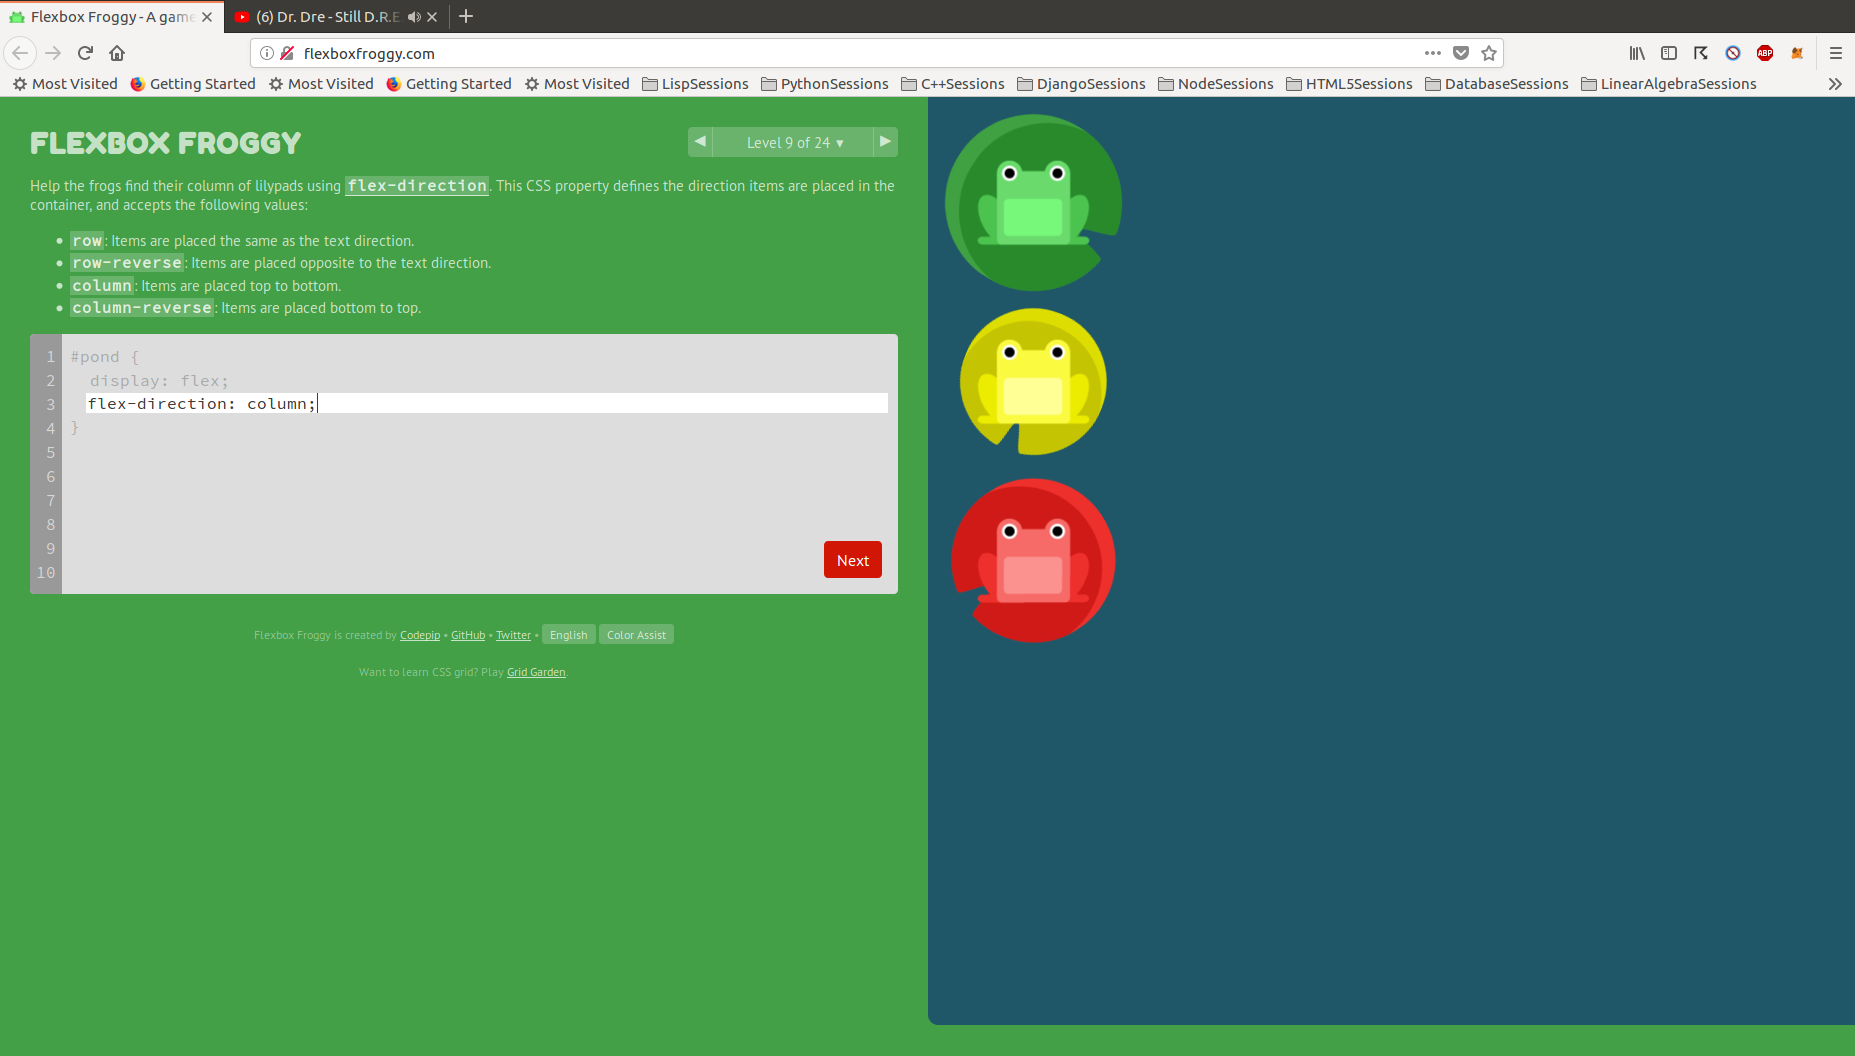 Flexbox Froggy - A game
(6) Dr. Dre - Still D.R.E
flexboxfroggy.com
Most Visited Getting Started Most Visited Getting Started Most Visited LispSessions PythonSessions C++Sessions DjangoSessions NodeSessions HTML5Sessions DatabaseSessions LinearAlgebraSessions
ABP
FLEXBOX FROGGY
◀ Level 9 of 24 ▾ ▶
Help the frogs find their column of lilypads using flex-direction. This CSS property defines the direction items are placed in the
container, and accepts the following values:
• row: Items are placed the same as the text direction.
• row-reverse: Items are placed opposite to the text direction.
• column: Items are placed top to bottom.
• column-reverse: Items are placed bottom to top.
1 #pond {
2 display: flex;
3 flex-direction: column;
4 }
5
6
7
8
9
10
Next
Flexbox Froggy is created by Codepip • GitHub • Twitter • English Color Assist
Want to learn CSS grid? Play Grid Garden.